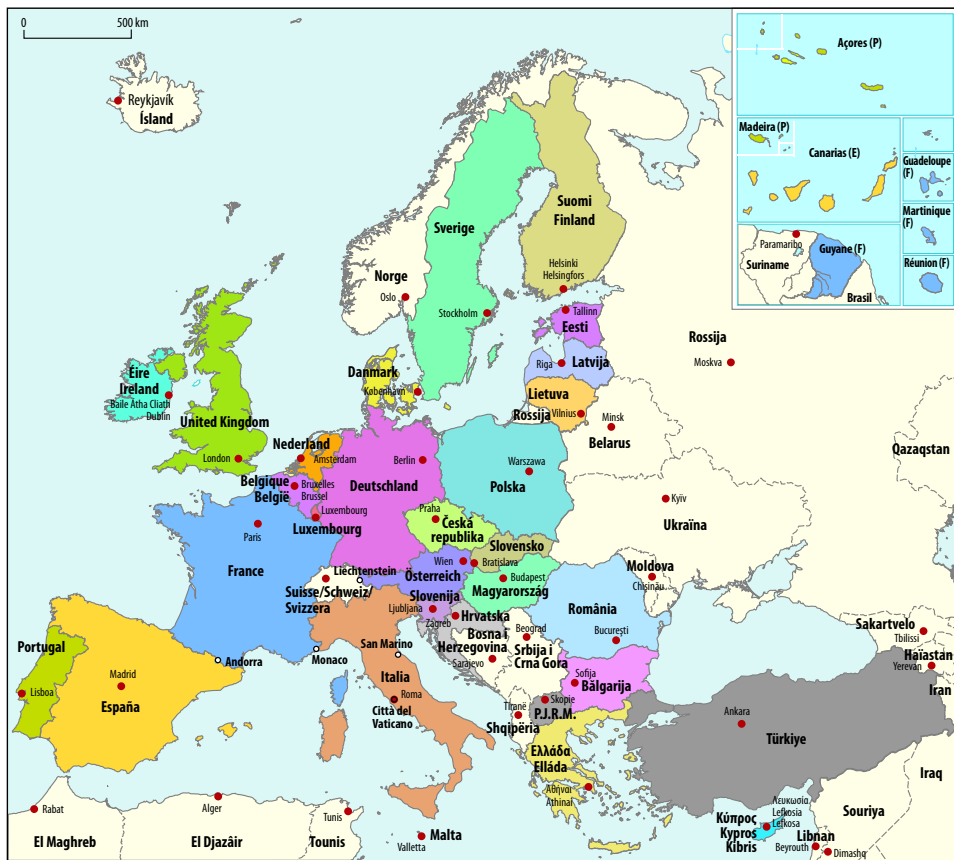 0 500 km
Reykjavík
Ísland
Açores (P)
Madeira (P)
Canarias (E)
Guadeloupe
(F)
Martinique
(F)
Réunion (F)
Paramaribo
Suriname
Guyane (F)
Brasil
Suomi
Finland
Sverige
Norge
Oslo
Helsinki
Helsingfors
Stockholm
Tallinn
Eesti
Riga
Latvija
Rossija
Moskva
Danmark
København
Lietuva
Vilnius
Rossija
Minsk
Belarus
Éire
Ireland
Baile Átha Cliath
Dublin
United Kingdom
London
Nederland
Amsterdam
Berlin
Deutschland
Warszawa
Polska
Qazaqstan
Belgique
België
Bruxelles
Brussel
Luxembourg
Luxembourg
Kyiv
Ukraïna
Paris
France
Praha
Česká
republika
Slovensko
Bratislava
Wien
Österreich
Liechtenstein
Suisse/Schweiz/
Svizzera
Budapest
Magyarország
Moldova
Chişinău
Slovenija
Ljubljana
Zagreb
Hrvatska
România
Bucureşti
Bosna i
Herzegovina
Sarajevo
Beograd
Srbija i
Crna Gora
Sakartvelo
Tbilissi
Haïastan
Yerevan
Iran
Portugal
Lisboa
Madrid
España
Andorra
Monaco
San Marino
Italia
Roma
Città del
Vaticano
Sofija
Bălgarija
Skopie
P.J.R.M.
Tiranë
Shqipëria
Ελλάδα
Elláda
Αθήναι
Athinai
Ankara
Türkiye
Iraq
Rabat
El Maghreb
Alger
El Djazâir
Tunis
Tounis
Malta
Valletta
Κύπρος
Kypros
Kibris
Λευκωσία
Lefkosia
Lefkosa
Souriya
Libnan
Beyrouth
Dimashq